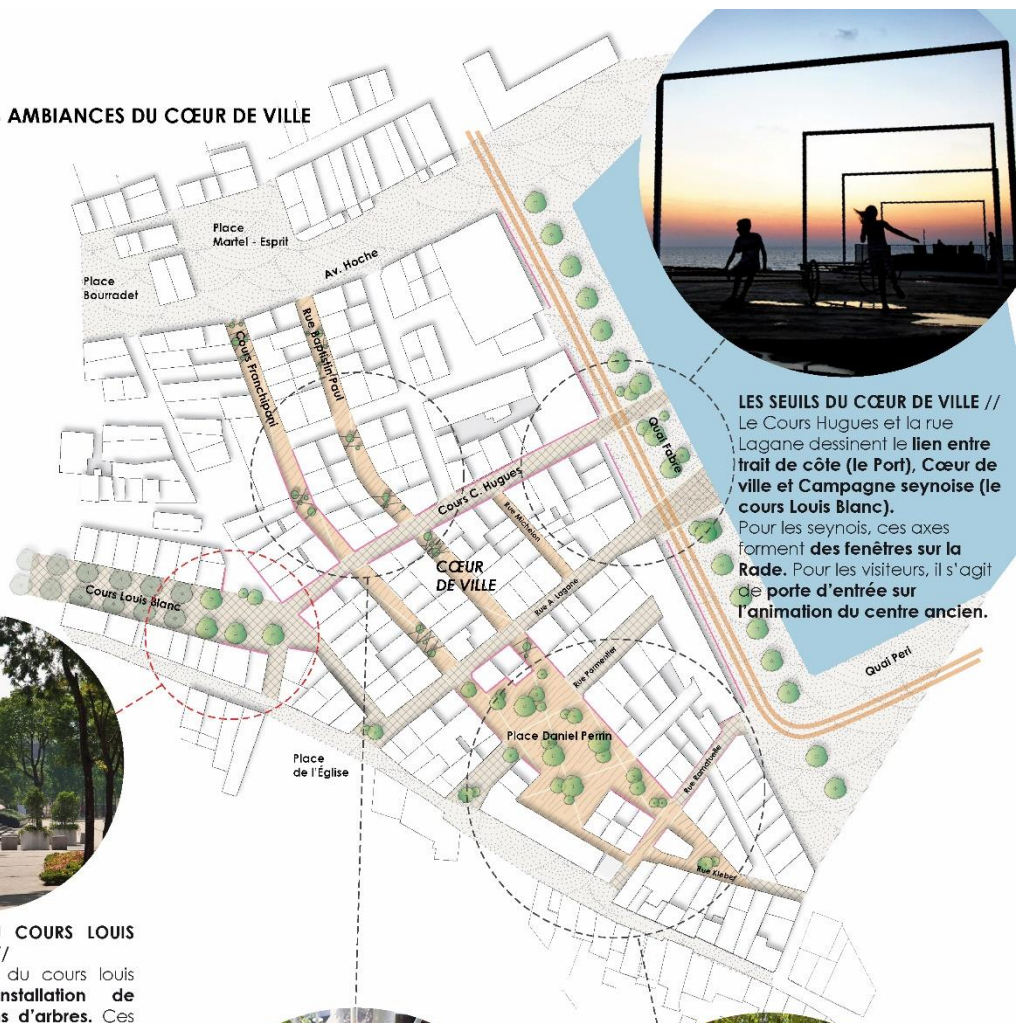 AMBIANCES DU CŒUR DE VILLE
Place
Martel - Esprit
Av. Hoche
Place
Bourradet
Cours Franchipani
Rue Baptistin Paul
Quai Fabre
Cours C. Hugues
Rue Michelon
CŒUR
DE VILLE
Rue A. Lagane
Cours Louis Blanc
Rue Parmentier
Quai Peri
Place Daniel Perrin
Place
de l'Église
Rue Ramatuelle
Rue Kleber
LES SEUILS DU CŒUR DE VILLE //
Le Cours Hugues et la rue
Lagane dessinent le lien entre
trait de côte (le Port), Cœur de
ville et Campagne seynoise (le
cours Louis Blanc).
Pour les seynois, ces axes
forment des fenêtres sur la
Rade. Pour les visiteurs, il s'agit
de porte d'entrée sur
l'animation du centre ancien.
COURS LOUIS
//
du cours louis
installation de
d'arbres. Ces